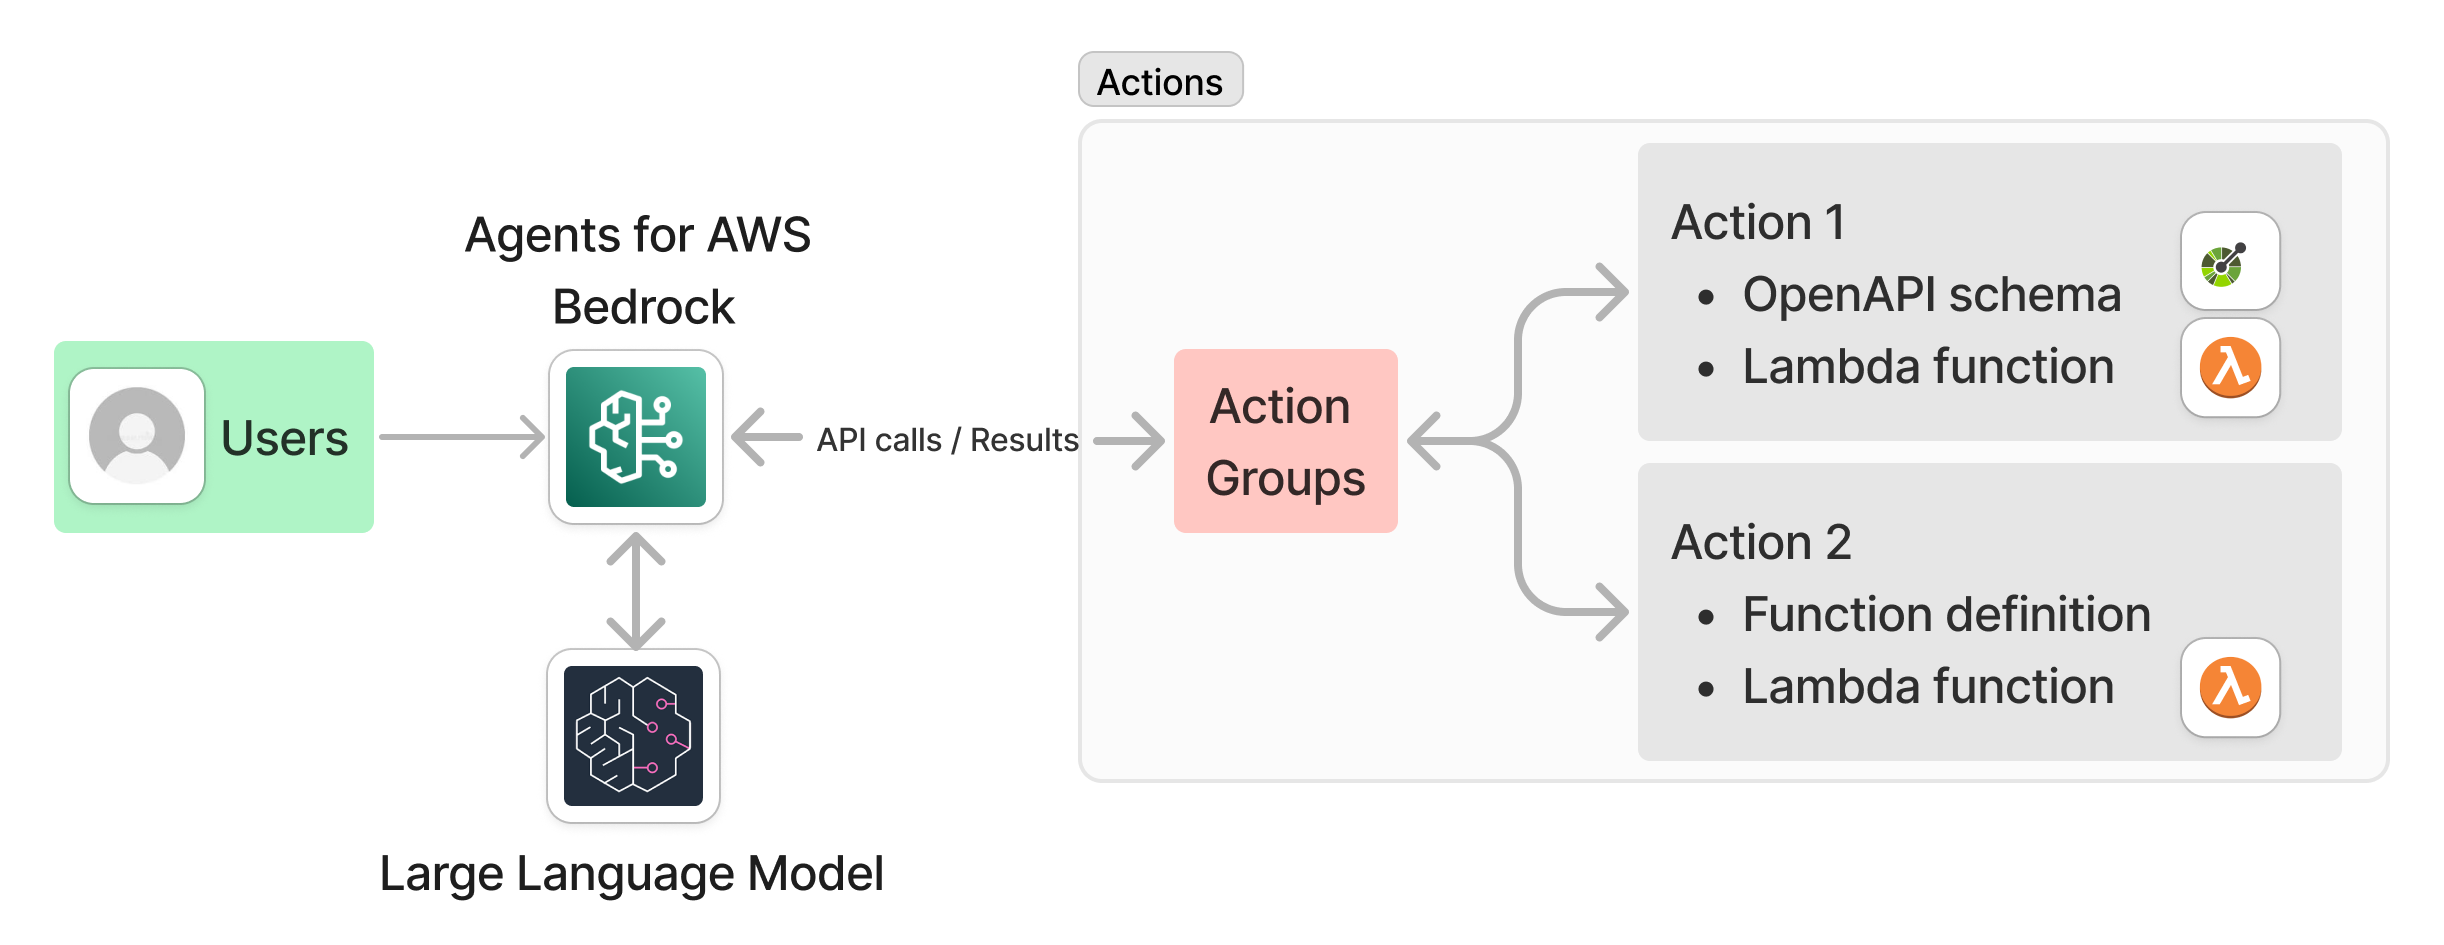 Actions
Agents for AWS
Bedrock
Users
API calls / Results
Large Language Model
Action
Groups
Action 1
• OpenAPI schema
• Lambda function
Action 2
• Function definition
• Lambda function